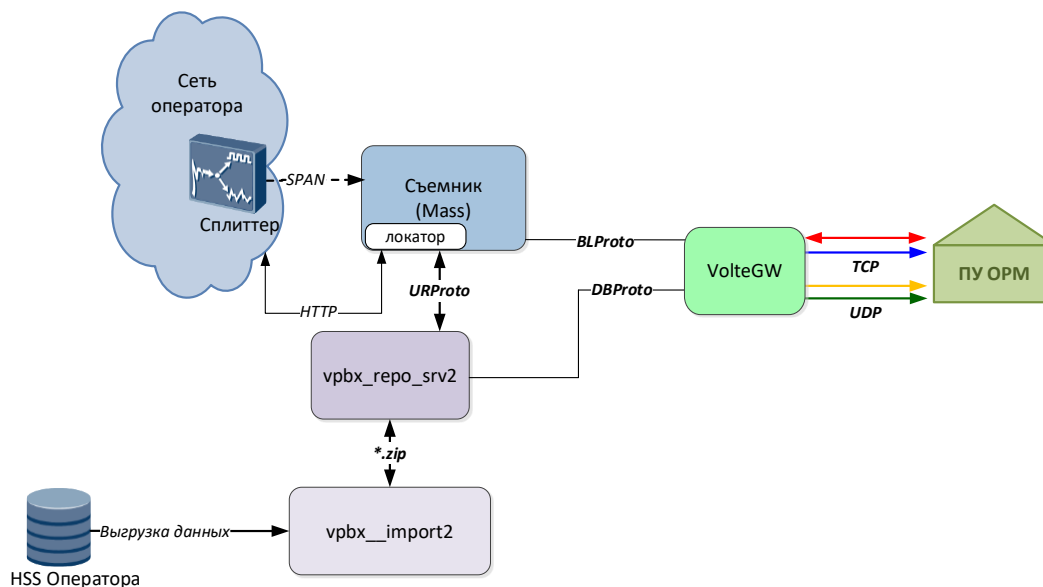 Сеть
оператора
Сплиттер
SPAN
Съемник
(Mass)
локатор
HTTP
URProto
BLProto
DBProto
VolteGW
TCP
UDP
ПУ ОРМ
vpbx_repo_srv2
*.zip
vpbx__import2
Выгрузка данных
HSS Оператора